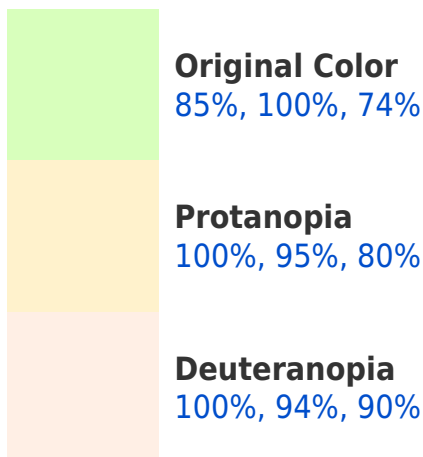 Original Color
85%, 100%, 74%
Protanopia
100%, 95%, 80%
Deuteranopia
100%, 94%, 90%